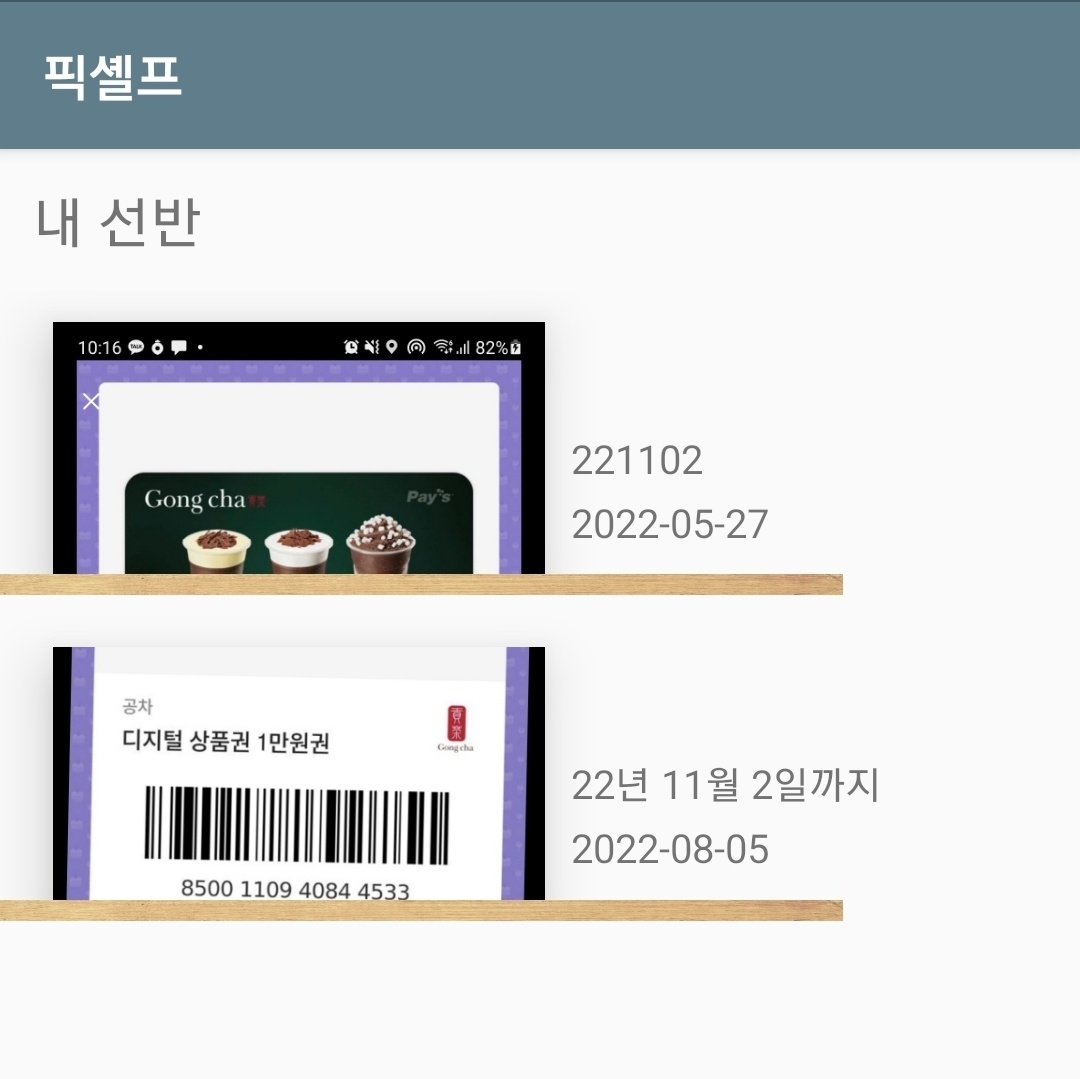 픽셸프
내 선반
10:16
82%
Gong cha
Pay's
221102
2022-05-27
공차
디지털 상품권 1만원권
Gong cha
8500 1109 4084 4533
22년 11월 2일까지
2022-08-05